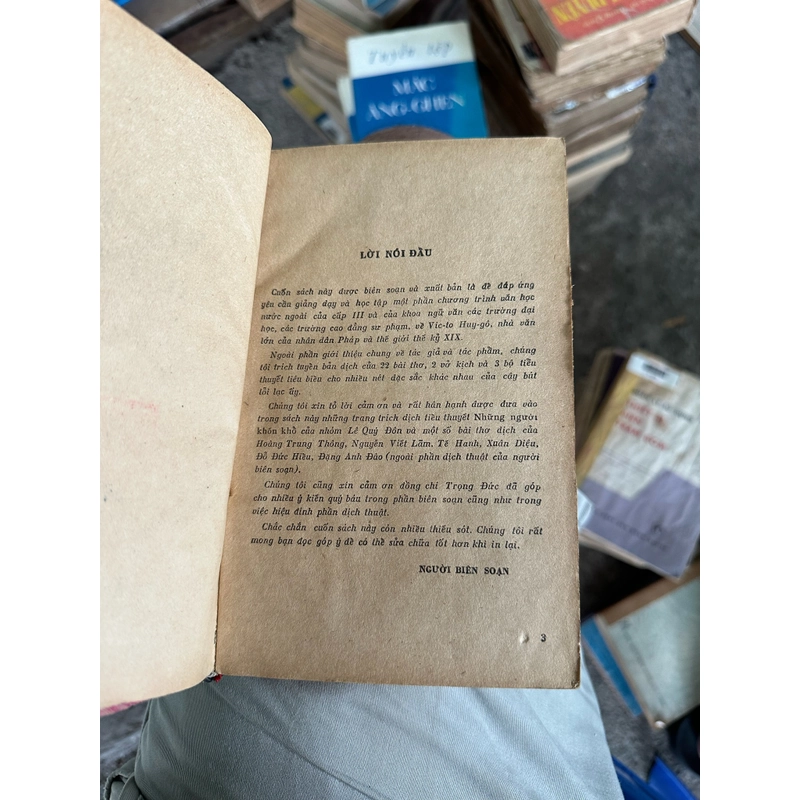 Tuyển tập
MÁC
ĂNG-GHEN
LỜI NÓI ĐẦU
Cuốn sách này được biên soạn và xuất bản là để đáp ứng
yêu cầu giảng dạy và học tập một phần chương trình văn học
nước ngoài của cấp III và của khoa ngữ văn các trường đại
học, các trường cao đẳng sư phạm, về Vic-to Huy-gô, nhà văn
lớn của nhân dân Pháp và thế giới thế kỷ XIX.
Ngoài phần giới thiệu chung về tác giả và tác phẩm, chúng
tôi trích tuyển bản dịch của 22 bài thơ, 2 vở kịch và 3 bộ tiểu
thuyết tiêu biểu cho nhiều nét đặc sắc khác nhau của cây bút
lỗi lạc ấy.
Chúng tôi xin tỏ lời cảm ơn và rất hân hạnh được đưa vào
trong sách này những trang trích dịch tiểu thuyết Những người
khốn khổ của nhóm Lê Quý Đôn và một số bài thơ dịch của
Hoàng Trung Thông, Nguyễn Viết Lãm, Tế Hanh, Xuân Diệu,
Đỗ Đức Hiểu, Đặng Anh Đào (ngoài phần dịch thuật của người
biên soạn).
Chúng tôi cũng xin cảm ơn đồng chí Trọng Đức đã góp
cho nhiều ý kiến quý báu trong phần biên soạn cũng như trong
việc hiệu đính phần dịch thuật.
Chắc chắn cuốn sách này còn nhiều thiếu sót. Chúng tôi rất
mong bạn đọc góp ý để có thể sửa chữa tốt hơn khi in lại.
NGƯỜI BIÊN SOẠN
3